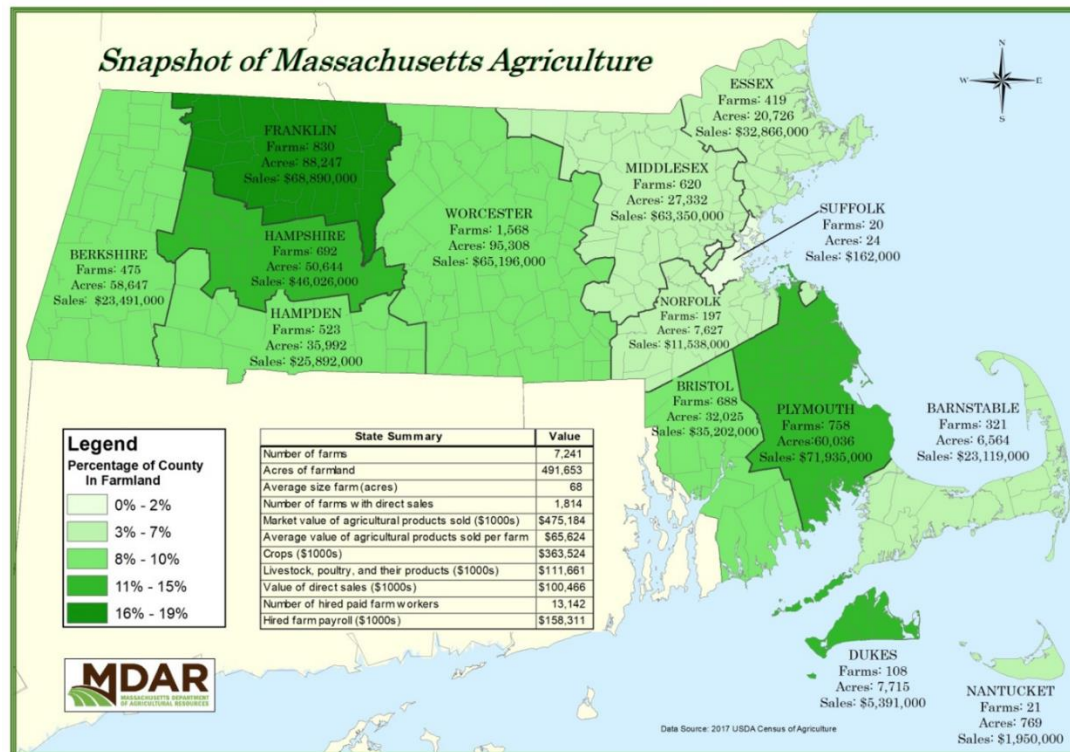 Snapshot of Massachusetts Agriculture
N
W E
S
ESSEX
Farms: 419
Acres: 20,726
Sales: $32,866,000
FRANKLIN
Farms: 830
Acres: 88,247
Sales: $68,890,000
MIDDLESEX
Farms: 620
Acres: 27,332
Sales: $63,350,000
SUFFOLK
Farms: 20
Acres: 24
Sales: $162,000
WORCESTER
Farms: 1,568
Acres: 95,308
Sales: $65,196,000
HAMPSHIRE
Farms: 692
Acres: 50,644
Sales: $46,026,000
BERKSHIRE
Farms: 475
Acres: 58,647
Sales: $23,491,000
HAMPDEN
Farms: 523
Acres: 35,992
Sales: $25,892,000
NORFOLK
Farms: 197
Acres: 7,627
Sales: $11,538,000
BRISTOL
Farms: 688
Acres: 32,025
Sales: $35,202,000
PLYMOUTH
Farms: 758
Acres:60,036
Sales: $71,935,000
BARNSTABLE
Farms: 321
Acres: 6,564
Sales: $23,119,000
Legend
Percentage of County
In Farmland
0% - 2%
3% - 7%
8% - 10%
11% - 15%
16% - 19%
State Summary Value
Number of farms 7,241
Acres of farmland 491,653
Average size farm (acres) 68
Number of farms with direct sales 1,814
Market value of agricultural products sold ($1000s) $475,184
Average value of agricultural products sold per farm $65,624
Crops ($1000s) $363,524
Livestock, poultry, and their products ($1000s) $111,661
Value of direct sales ($1000s) $100,466
Number of hired paid farm workers 13,142
Hired farm payroll ($1000s) $158,311
DUKES
Farms: 108
Acres: 7,715
Sales: $5,391,000
NANTUCKET
Farms: 21
Acres: 769
Sales: $1,950,000
MDAR
MASSACHUSETTS DEPARTMENT
OF AGRICULTURAL RESOURCES
Data Source: 2017 USDA Census of Agriculture